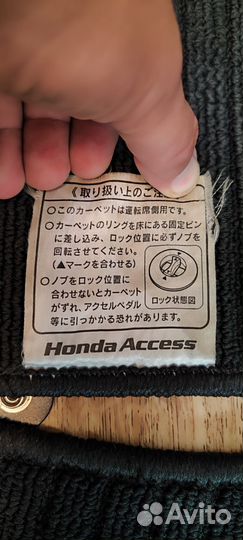 《取り扱い上のご注
○このカーペットは運転席側用です。
○カーペットのリングを床にある固定ピン
に差し込み、ロック位置に必ずノブを
回転させてください。
(▲マークを合わせる)
○ノブをロック位置に
合わせないとカーペット
がずれ、アクセルペダル
等に引っかかる恐れがあります。
ロック状態図
Honda Access
Avito